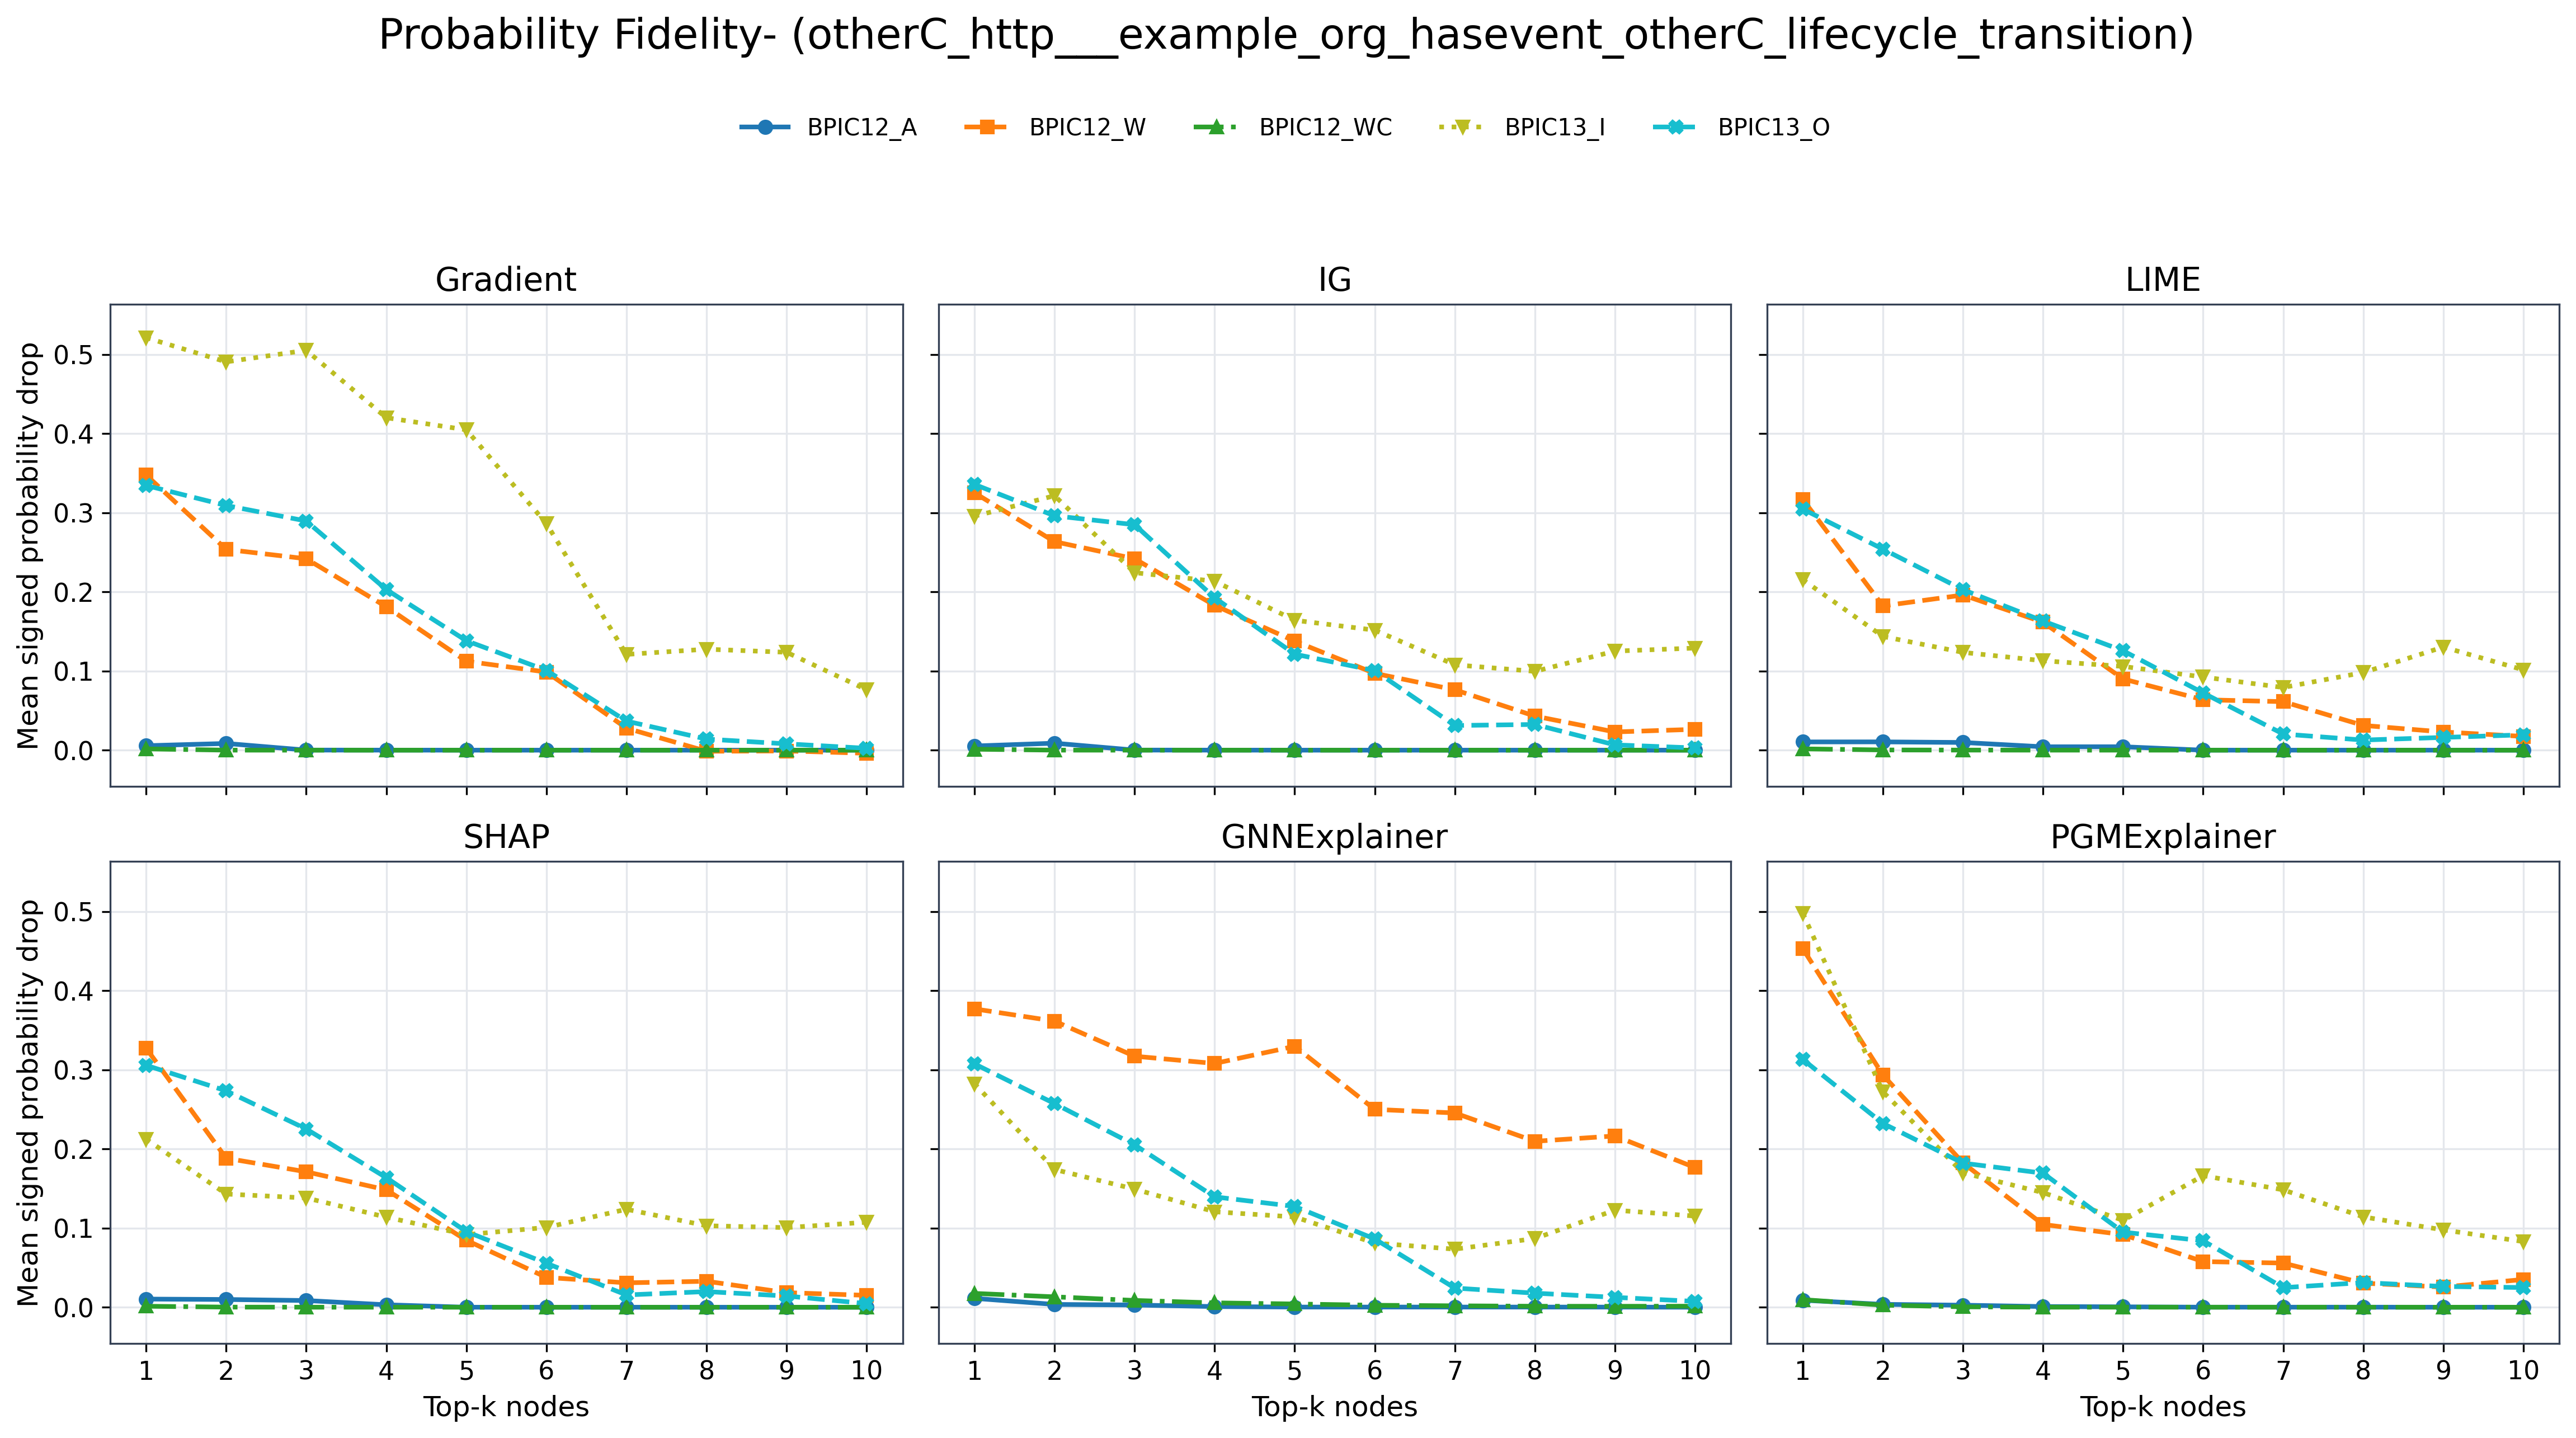 Probability Fidelity- (otherC_http___example_org_hasevent_otherC_lifecycle_transition)
BPIC12_A BPIC12_W BPIC12_WC BPIC13_I BPIC13_O
Gradient IG LIME
Mean signed probability drop
0.5
0.4
0.3
0.2
0.1
0.0
SHAP GNNExplainer PGMExplainer
Mean signed probability drop
0.5
0.4
0.3
0.2
0.1
0.0
1 2 3 4 5 6 7 8 9 10 1 2 3 4 5 6 7 8 9 10 1 2 3 4 5 6 7 8 9 10
Top-k nodes Top-k nodes Top-k nodes